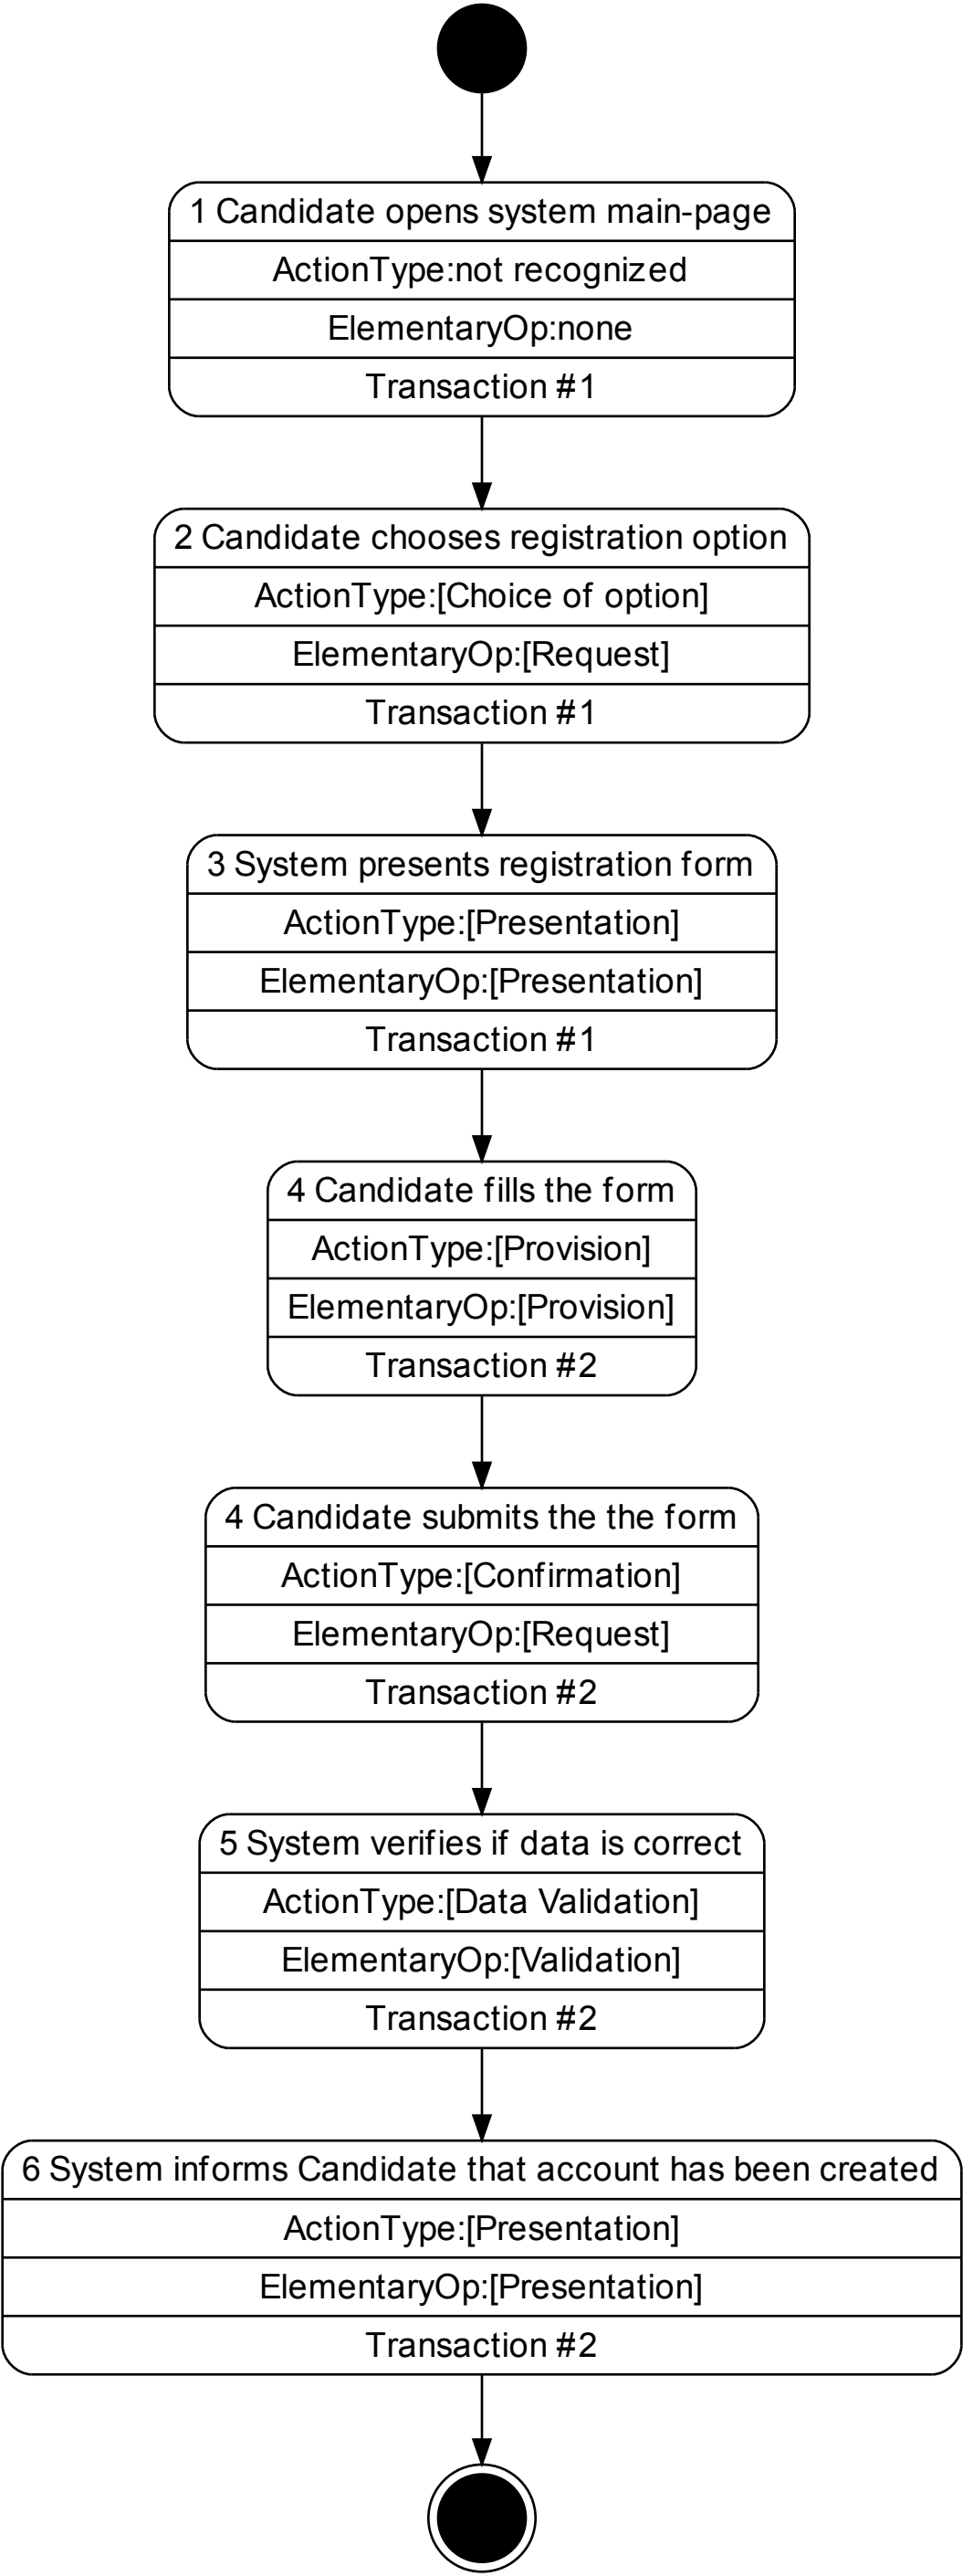 1 Candidate opens system main-page
ActionType:not recognized
ElementaryOp:none
Transaction #1
2 Candidate chooses registration option
ActionType:[Choice of option]
ElementaryOp:[Request]
Transaction #1
3 System presents registration form
ActionType:[Presentation]
ElementaryOp:[Presentation]
Transaction #1
4 Candidate fills the form
ActionType:[Provision]
ElementaryOp:[Provision]
Transaction #2
4 Candidate submits the the form
ActionType:[Confirmation]
ElementaryOp:[Request]
Transaction #2
5 System verifies if data is correct
ActionType:[Data Validation]
ElementaryOp:[Validation]
Transaction #2
6 System informs Candidate that account has been created
ActionType:[Presentation]
ElementaryOp:[Presentation]
Transaction #2